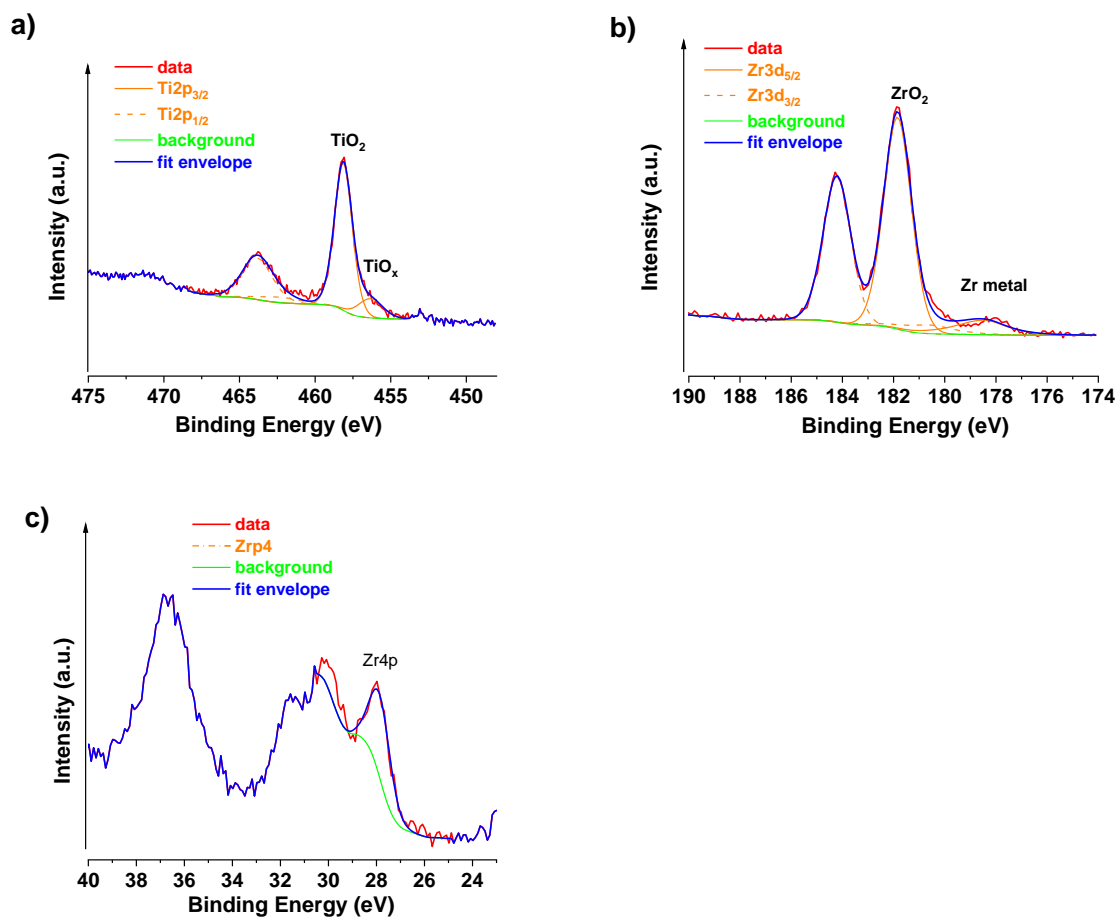 a)
data
Ti2p3/2
Ti2p1/2
background
fit envelope
TiO2
TiOx
Intensity (a.u.)
475 470 465 460 455 450
Binding Energy (eV)
b)
data
Zr3d5/2
Zr3d3/2
background
fit envelope
ZrO2
Zr metal
Intensity (a.u.)
190 188 186 184 182 180 178 176 174
Binding Energy (eV)
c)
data
Zrp4
background
fit envelope
Zr4p
Intensity (a.u.)
40 38 36 34 32 30 28 26 24
Binding Energy (eV)